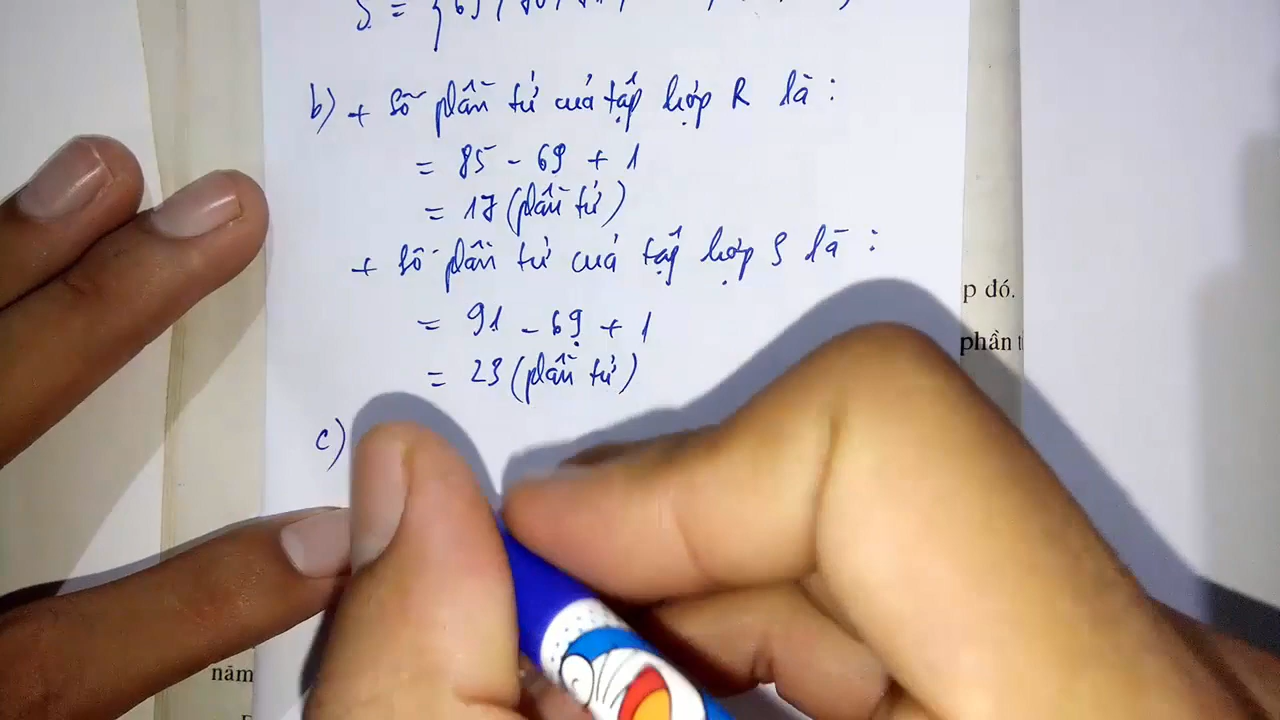 S = {69
b) + Số phần tử của tập hợp R là :
= 85 - 69 + 1
= 17 (phần tử)
+ Số phần tử của tập hợp S là :
= 91 - 69 + 1
= 23 (phần tử)
c)
p đó.
phần t
năm